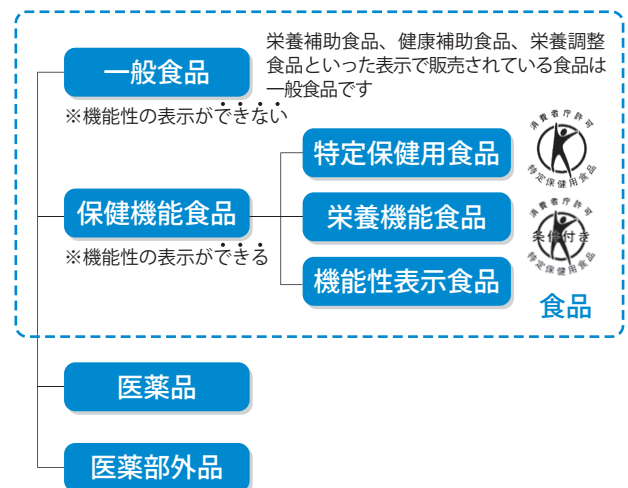 一般食品
栄養補助食品、健康補助食品、栄養調整
食品といった表示で販売されている食品は
一般食品です
※機能性の表示ができない
保健機能食品
※機能性の表示ができる
特定保健用食品
消費者庁許可
特定保健用食品
栄養機能食品
消費者庁許可
条件付き
特定保健用食品
機能性表示食品
食品
医薬品
医薬部外品